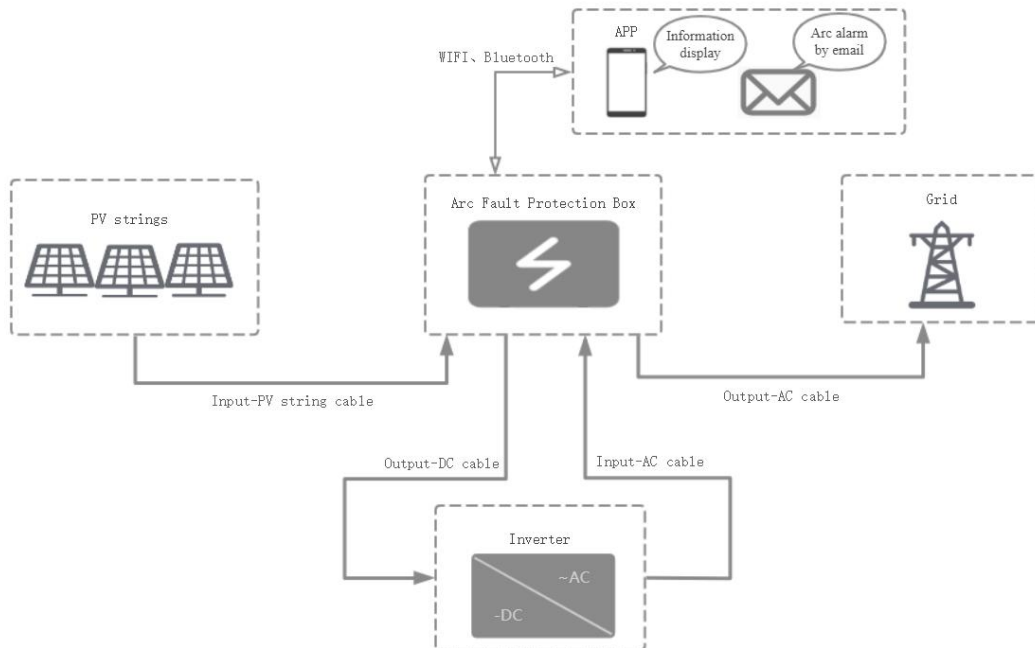 APP
Information
display
Arc alarm
by email
WIFI、Bluetooth
PV strings
Arc Fault Protection Box
Grid
Input-PV string cable
Output-AC cable
Output-DC cable
Input-AC cable
Inverter
~AC
-DC